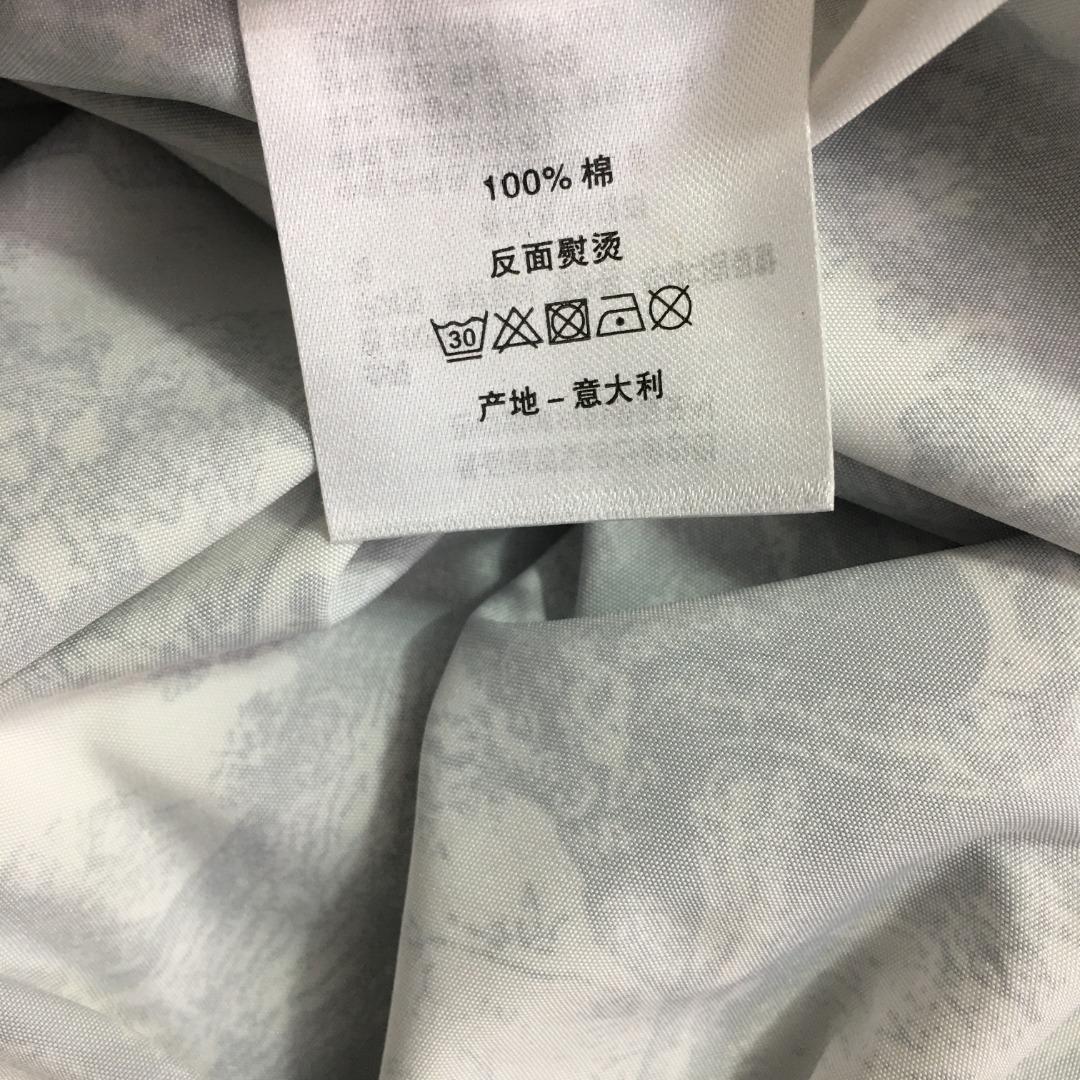 100% 棉
反面熨烫
30
产地 – 意大利